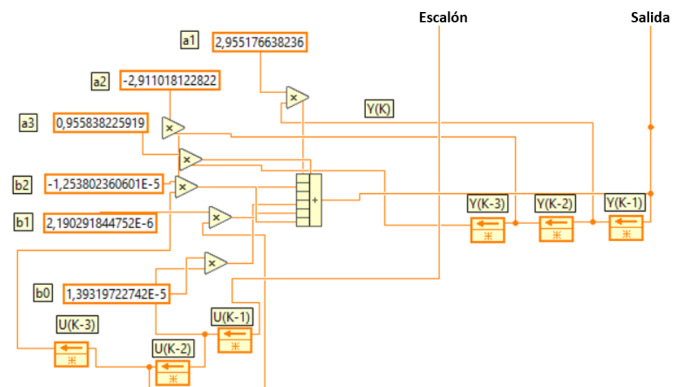 Escalón
Salida
a1
2,955176638236
a2
-2,911018122822
Y(K)
a3
0,955838225919
b2
-1,253802360601E-5
b1
2,190291844752E-6
Y(K-3)
Y(K-2)
Y(K-1)
b0
1,39319722742E-5
U(K-3)
U(K-2)
U(K-1)